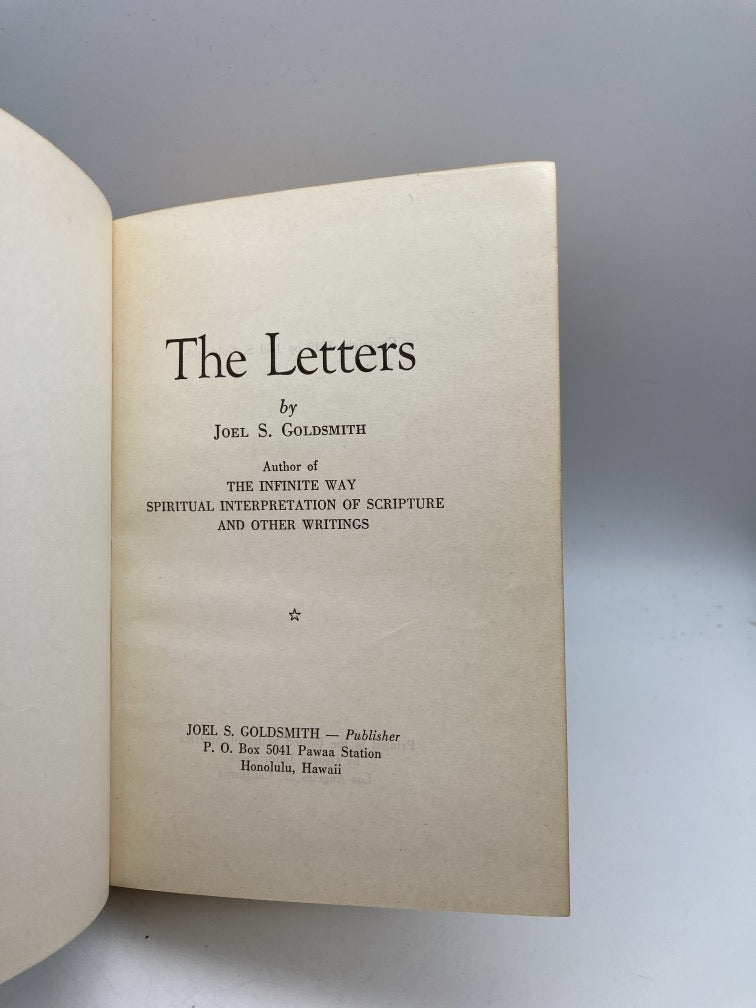 The Letters
by
JOEL S. GOLDSMITH
Author of
THE INFINITE WAY
SPIRITUAL INTERPRETATION OF SCRIPTURE
AND OTHER WRITINGS
☆
JOEL S. GOLDSMITH — Publisher
P. O. Box 5041 Pawaa Station
Honolulu, Hawaii